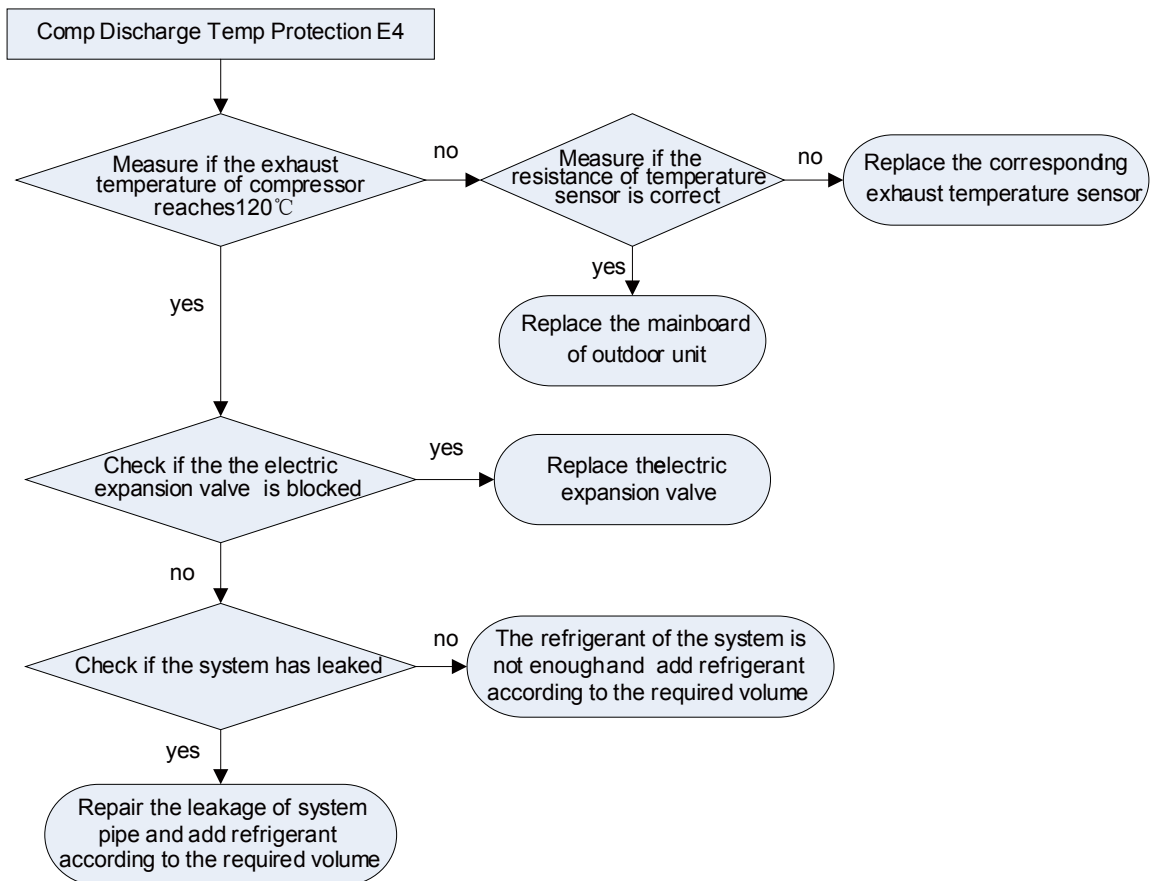 Comp Discharge Temp Protection E4
Measure if the exhaust
temperature of compressor
reaches120℃
no
Measure if the
resistance of temperature
sensor is correct
no
Replace the corresponding
exhaust temperature sensor
yes
yes
Replace the mainboard
of outdoor unit
Check if the the electric
expansion valve is blocked
yes
Replace thelectric
expansion valve
no
Check if the system has leaked
no
The refrigerant of the system is
not enoughand add refrigerant
according to the required volume
yes
Repair the leakage of system
pipe and add refrigerant
according to the required volume